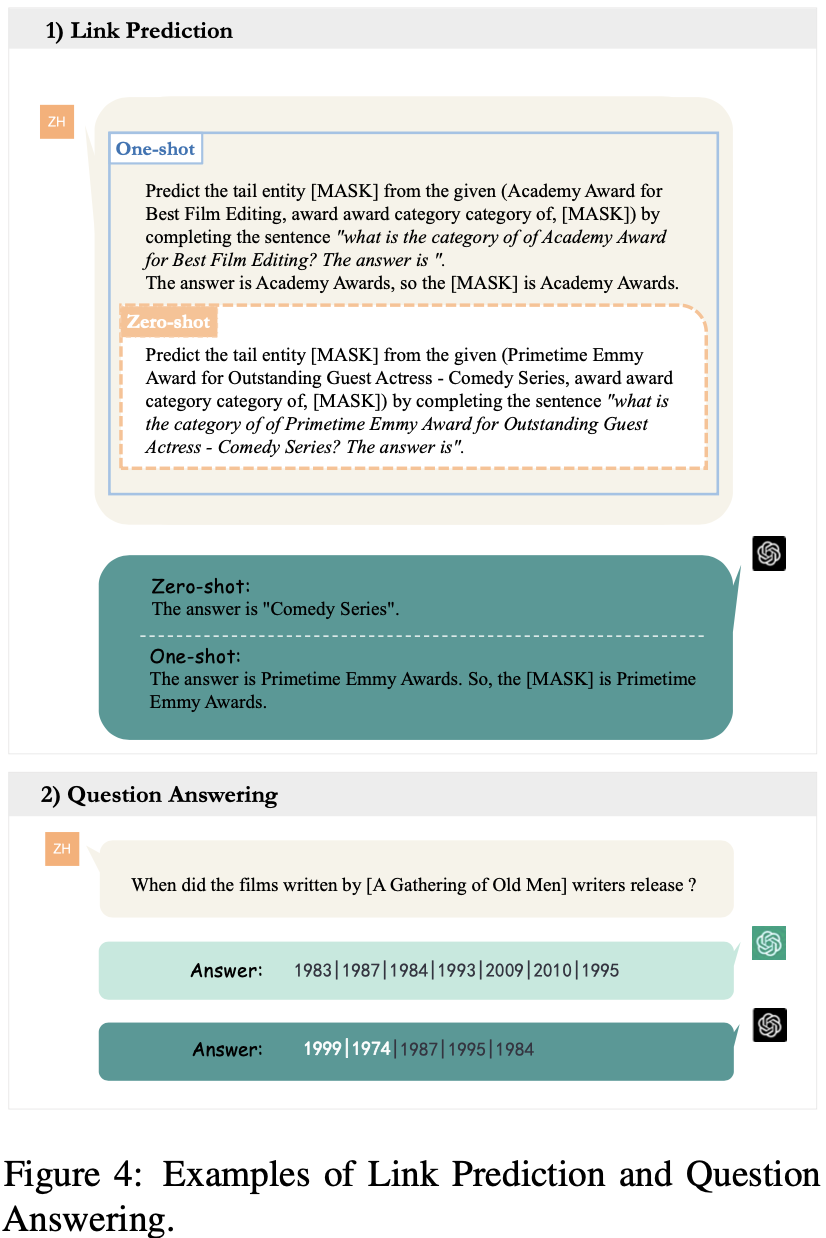 1) Link Prediction
ZH
One-shot
Predict the tail entity [MASK] from the given (Academy Award for
Best Film Editing, award award category category of, [MASK]) by
completing the sentence "what is the category of of Academy Award
for Best Film Editing? The answer is ".
The answer is Academy Awards, so the [MASK] is Academy Awards.
Zero-shot
Predict the tail entity [MASK] from the given (Primetime Emmy
Award for Outstanding Guest Actress - Comedy Series, award award
category category of, [MASK]) by completing the sentence "what is
the category of of Primetime Emmy Award for Outstanding Guest
Actress - Comedy Series? The answer is".
Zero-shot:
The answer is "Comedy Series".
One-shot:
The answer is Primetime Emmy Awards. So, the [MASK] is Primetime
Emmy Awards.
2) Question Answering
ZH
When did the films written by [A Gathering of Old Men] writers release ?
Answer: 1983|1987|1984|1993|2009|2010|1995
Answer: 1999|1974|1987|1995|1984
Figure 4: Examples of Link Prediction and Question
Answering.